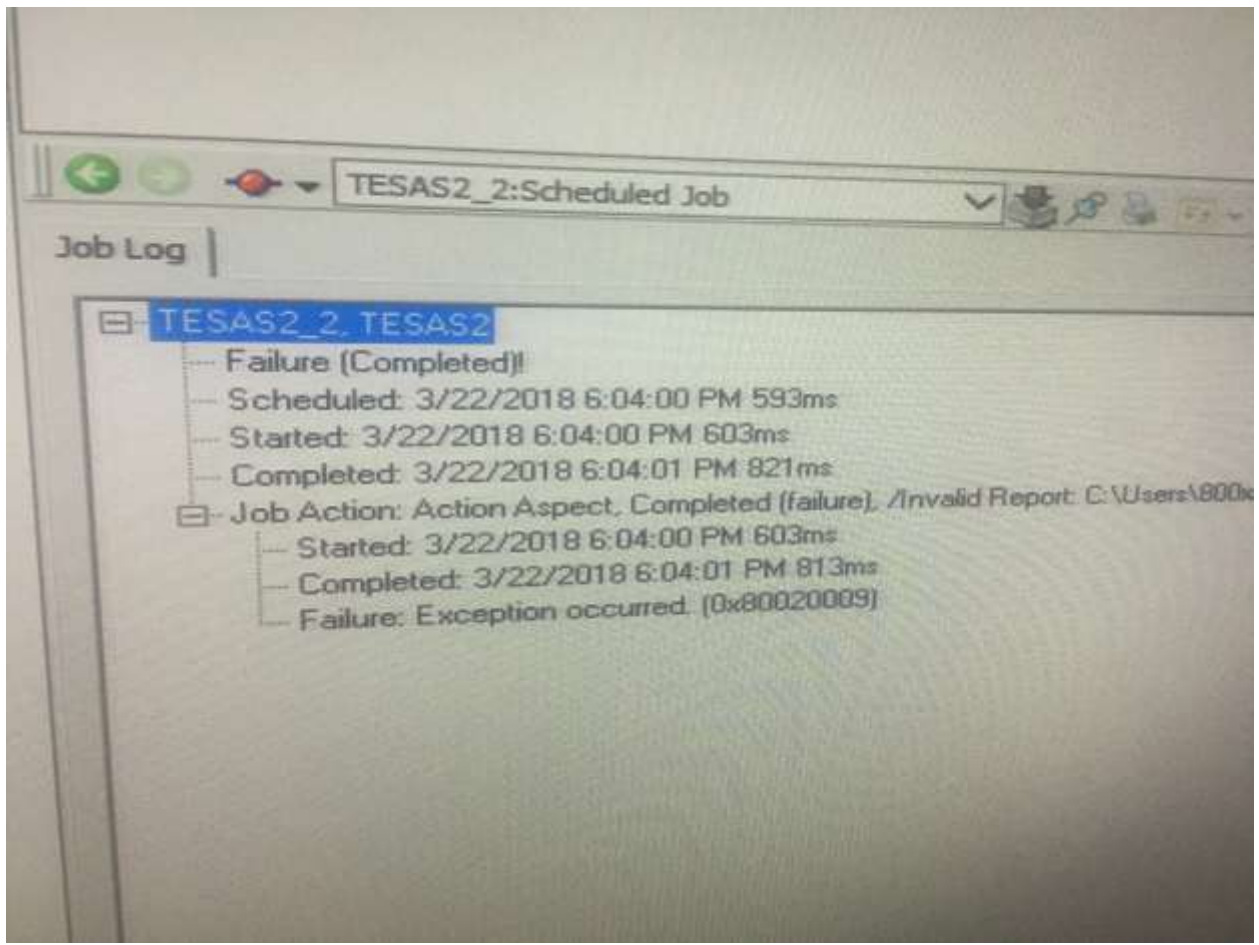 TESAS2_2:Scheduled Job
Job Log
TESAS2_2, TESAS2
Failure (Completed)!
Scheduled: 3/22/2018 6:04:00 PM 593ms
Started: 3/22/2018 6:04:00 PM 603ms
Completed: 3/22/2018 6:04:01 PM 821ms
Job Action: Action Aspect, Completed (failure), /Invalid Report: C:\Users\800x
Started: 3/22/2018 6:04:00 PM 603ms
Completed: 3/22/2018 6:04:01 PM 813ms
Failure: Exception occurred. (0x80020009)